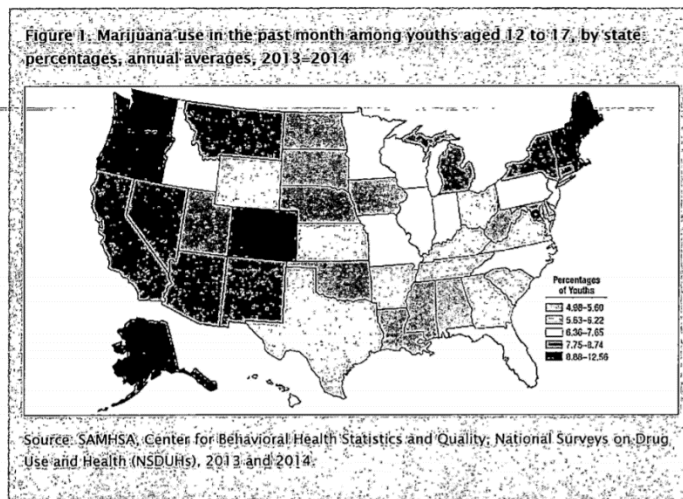 Figure 1. Marijuana use in the past month among youths aged 12 to 17, by state:
percentages, annual averages, 2013–2014
Percentages
of Youths
4.98–5.60
5.63–6.22
6.36–7.65
7.75–8.74
8.88–12.56
Source: SAMHSA, Center for Behavioral Health Statistics and Quality; National Surveys on Drug
Use and Health (NSDUHs), 2013 and 2014.